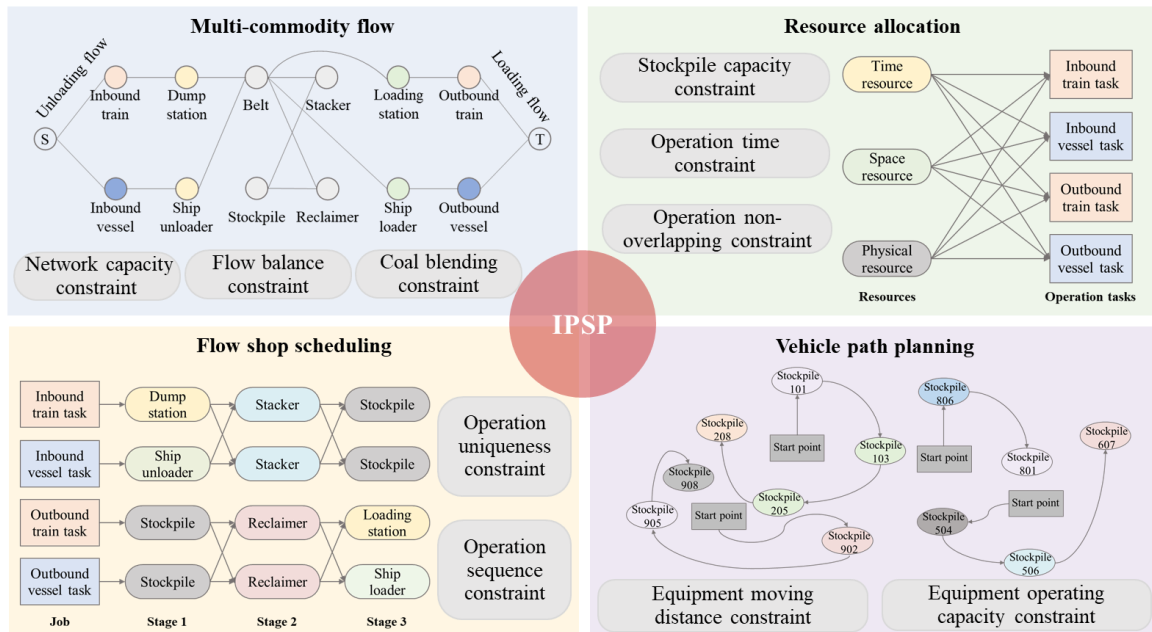 Multi-commodity flow
Unloading flow
Loading flow
Inbound
train
Dump
station
Belt
Stacker
Loading
station
Outbound
train
S
T
Inbound
vessel
Ship
unloader
Stockpile
Reclaimer
Ship
loader
Outbound
vessel
Network capacity
constraint
Flow balance
constraint
Coal blending
constraint
Resource allocation
Stockpile capacity
constraint
Operation time
constraint
Operation non-
overlapping constraint
Time
resource
Space
resource
Physical
resource
Resources
Inbound
train task
Inbound
vessel task
Outbound
train task
Outbound
vessel task
Operation tasks
IPSP
Flow shop scheduling
Inbound
train task
Dump
station
Stacker
Stockpile
Inbound
vessel task
Ship
unloader
Stacker
Stockpile
Outbound
train task
Stockpile
Reclaimer
Loading
station
Outbound
vessel task
Stockpile
Reclaimer
Ship
loader
Job
Stage 1
Stage 2
Stage 3
Operation
uniqueness
constraint
Operation
sequence
constraint
Vehicle path planning
Stockpile
101
Stockpile
208
Start point
Stockpile
103
Stockpile
908
Stockpile
205
Stockpile
905
Start point
Stockpile
902
Stockpile
806
Start point
Stockpile
801
Stockpile
607
Start point
Stockpile
504
Stockpile
506
Equipment moving
distance constraint
Equipment operating
capacity constraint